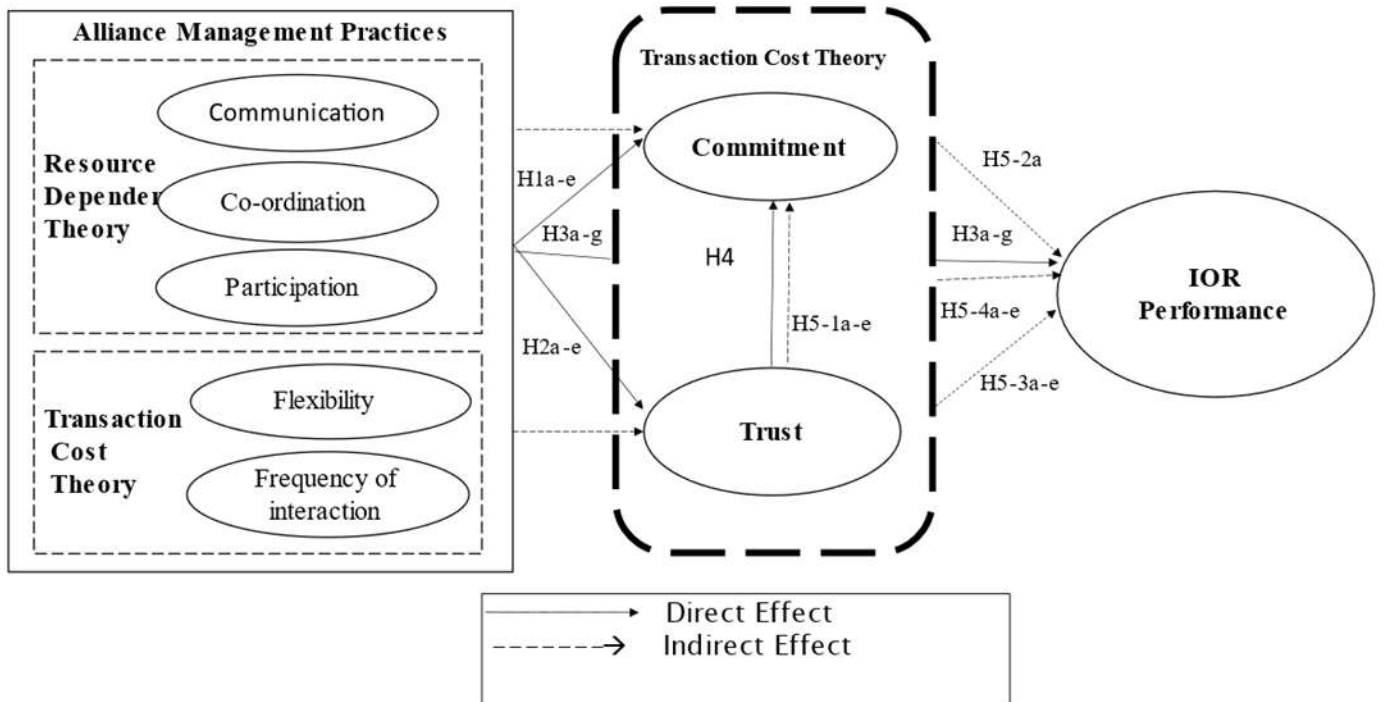 Alliance Management Practices
Communication
Resource
Dependen
Theory
Co-ordination
Participation
Transaction
Cost
Theory
Flexibility
Frequency of
interaction
H1a-e
H3a-g
H2a-e
Transaction Cost Theory
Commitment
H4
H5-1a-e
Trust
H5-2a
H3a-g
H5-4a-e
H5-3a-e
IOR
Performance
Direct Effect
Indirect Effect